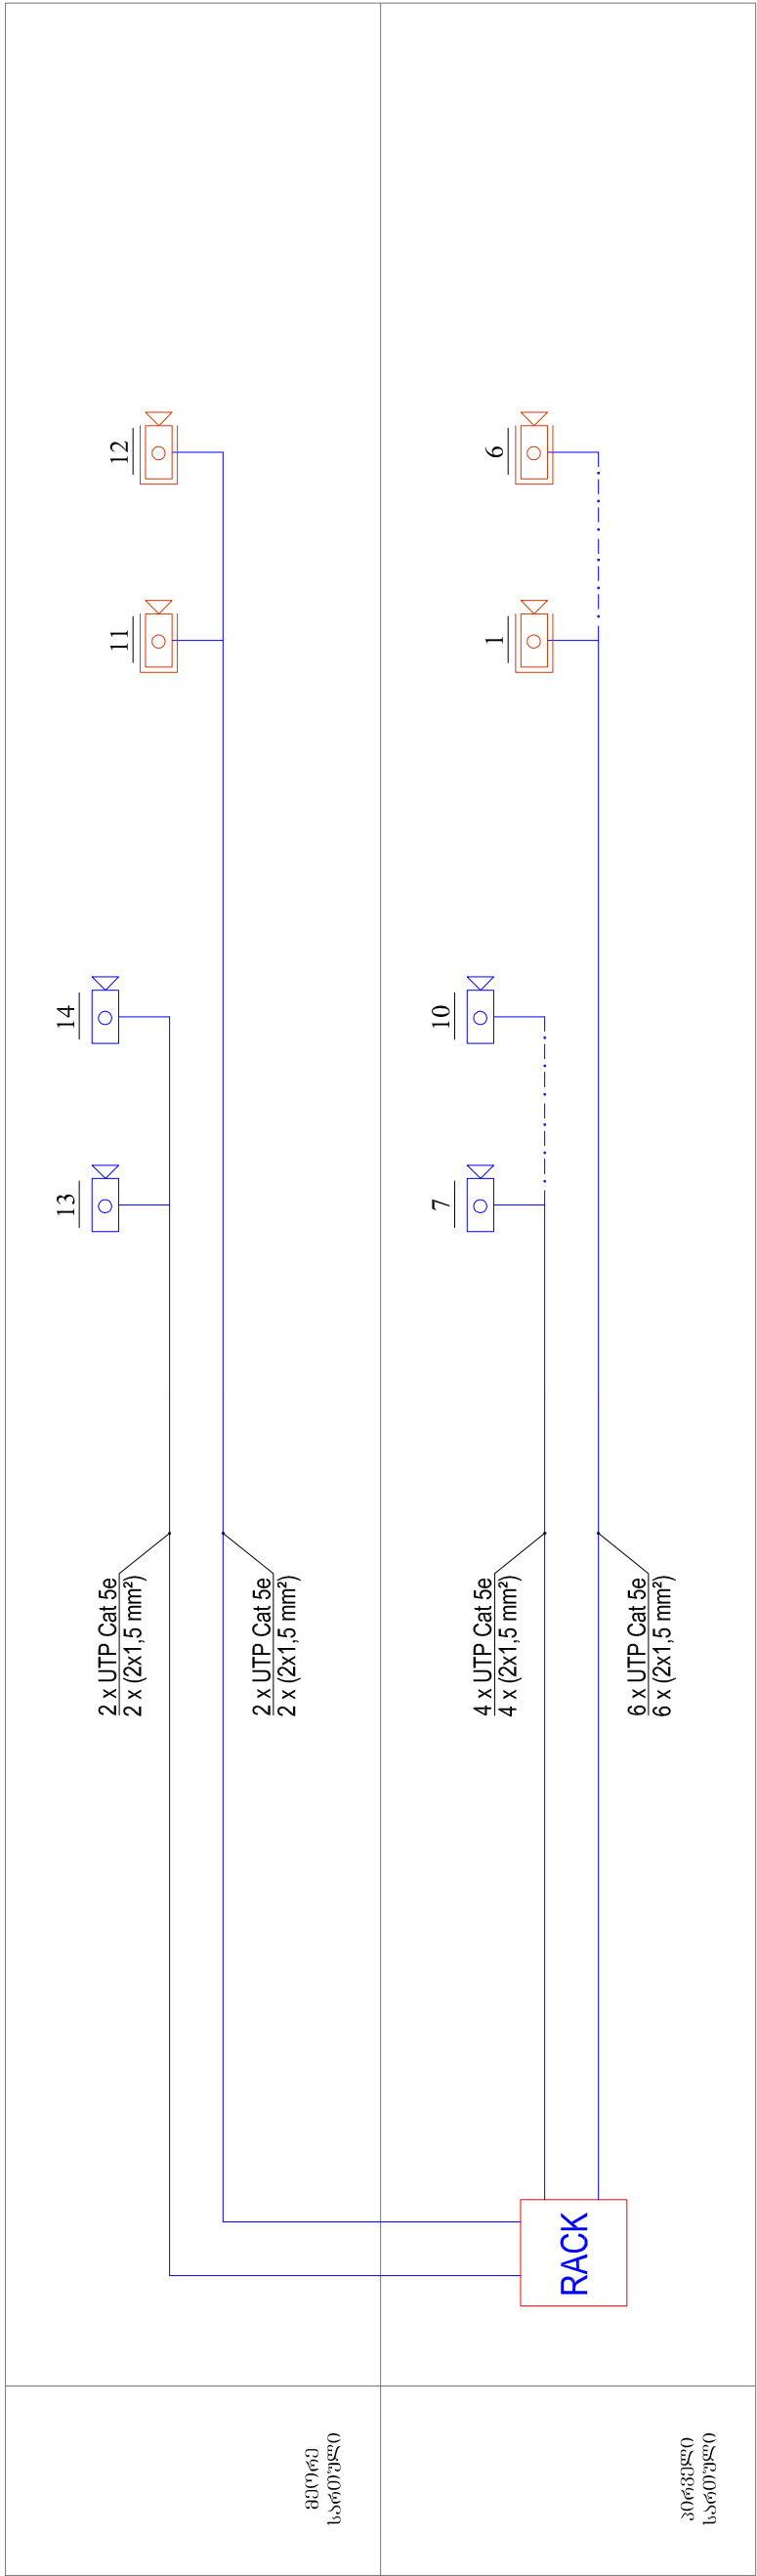 მეორე
სართული
2 x UTP Cat 5e
2 x (2x1,5 mm²)
2 x UTP Cat 5e
2 x (2x1,5 mm²)
13
14
11
12
პირველი
სართული
RACK
4 x UTP Cat 5e
4 x (2x1,5 mm²)
6 x UTP Cat 5e
6 x (2x1,5 mm²)
7
10
1
6